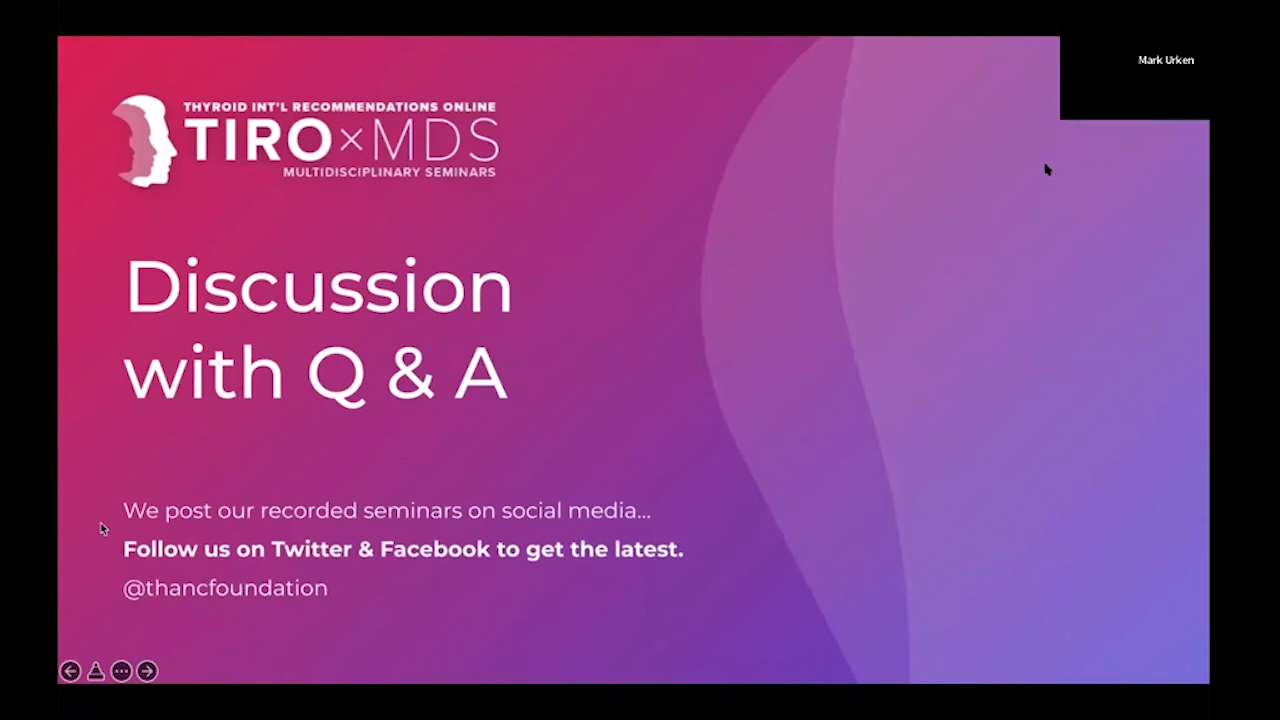 Mark Urken
THYROID INT'L RECOMMENDATIONS ONLINE
TIRO×MDS
MULTIDISCIPLINARY SEMINARS
Discussion
with Q & A
We post our recorded seminars on social media...
Follow us on Twitter & Facebook to get the latest.
@thancfoundation